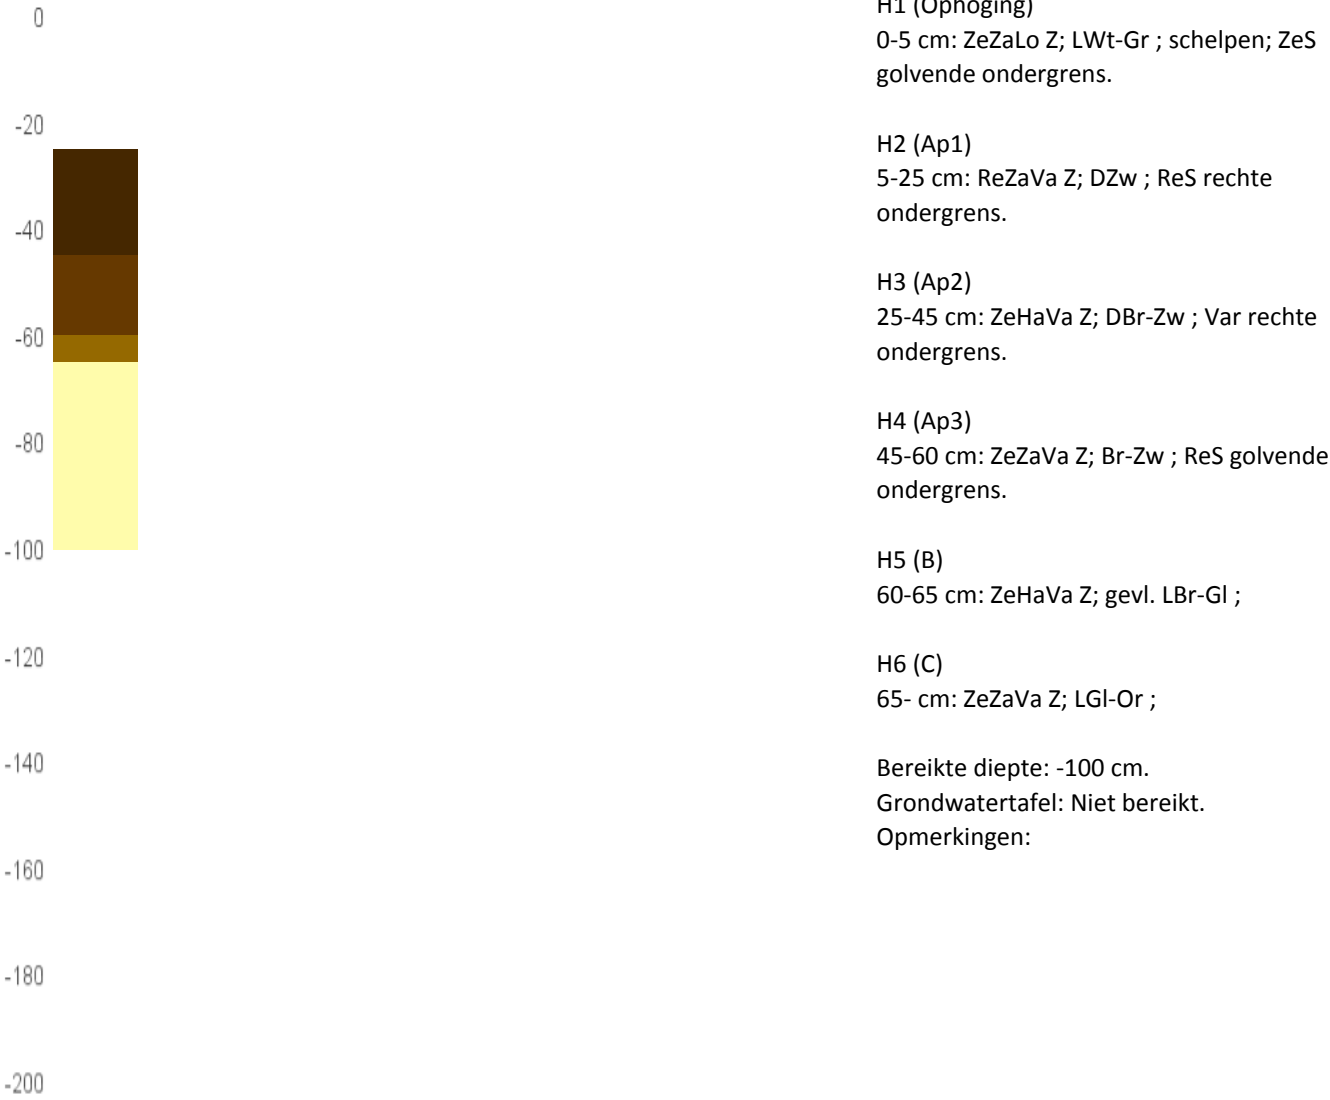 0
-20
-40
-60
-80
-100
-120
-140
-160
-180
-200
H1 (Ophoging)
0-5 cm: ZeZaLo Z; LWt-Gr ; schelpen; ZeS
golvende ondergrens.
H2 (Ap1)
5-25 cm: ReZaVa Z; DZw ; ReS rechte
ondergrens.
H3 (Ap2)
25-45 cm: ZeHaVa Z; DBr-Zw ; Var rechte
ondergrens.
H4 (Ap3)
45-60 cm: ZeZaVa Z; Br-Zw ; ReS golvende
ondergrens.
H5 (B)
60-65 cm: ZeHaVa Z; gevl. LBr-Gl ;
H6 (C)
65- cm: ZeZaVa Z; LGl-Or ;
Bereikte diepte: -100 cm.
Grondwatertafel: Niet bereikt.
Opmerkingen: